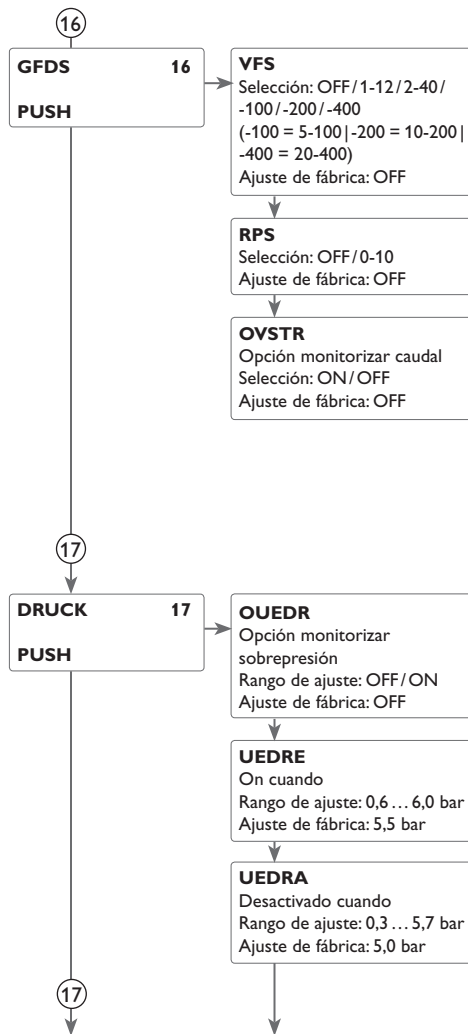 16
GFDS 16
PUSH
VFS
Selección: OFF/1-12/2-40/
-100/-200/-400
(-100 = 5-100|-200 = 10-200|
-400 = 20-400)
Ajuste de fábrica: OFF
RPS
Selección: OFF/0-10
Ajuste de fábrica: OFF
OVSTR
Opción monitorizar caudal
Selección: ON/OFF
Ajuste de fábrica: OFF
17
DRUCK 17
PUSH
OUEDR
Opción monitorizar
sobrepresión
Rango de ajuste: OFF/ON
Ajuste de fábrica: OFF
UEDRE
On cuando
Rango de ajuste: 0,6 … 6,0 bar
Ajuste de fábrica: 5,5 bar
UEDRA
Desactivado cuando
Rango de ajuste: 0,3 … 5,7 bar
Ajuste de fábrica: 5,0 bar
17